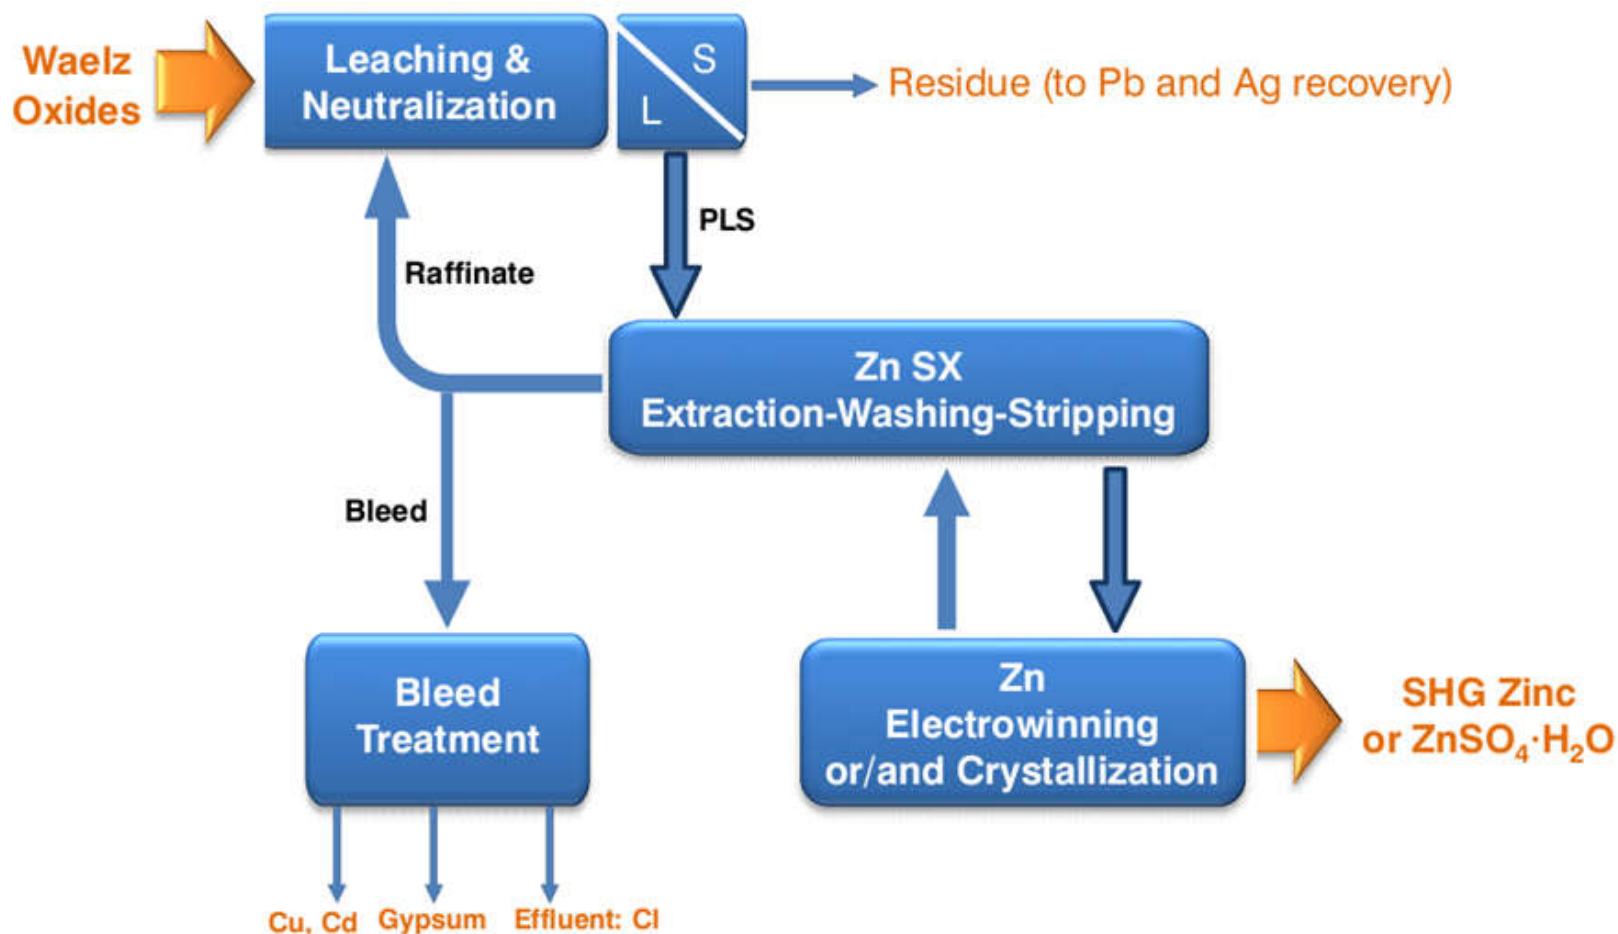 Waelz
Oxides
Leaching &
Neutralization
S
L
Residue (to Pb and Ag recovery)
PLS
Raffinate
Zn SX
Extraction-Washing-Stripping
Bleed
Bleed
Treatment
Zn
Electrowinning
or/and Crystallization
SHG Zinc
or ZnSO₄·H₂O
Cu, Cd
Gypsum
Effluent: Cl